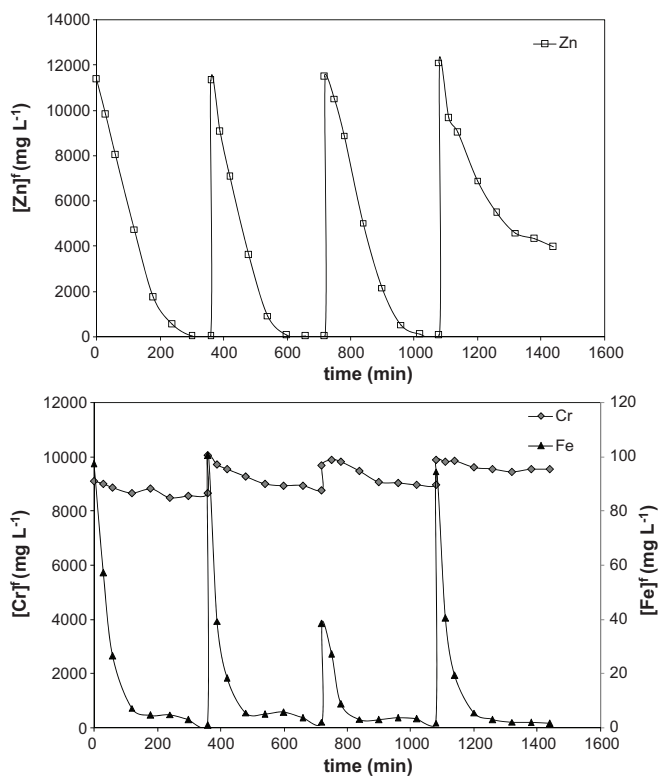 14000
Zn
12000
10000
8000
6000
4000
2000
0
[Zn]ᶠ (mg L⁻¹)
0 200 400 600 800 1000 1200 1400 1600
time (min)
12000 120
Cr
Fe
10000 100
8000 80
6000 60
4000 40
2000 20
0 0
[Cr]ᶠ (mg L⁻¹)
[Fe]ᶠ (mg L⁻¹)
0 200 400 600 800 1000 1200 1400 1600
time (min)